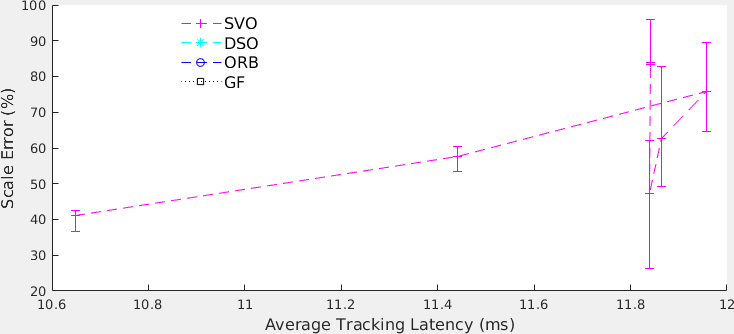 100
90
80
70
60
50
40
30
20
Scale Error (%)
SVO
DSO
ORB
GF
10.6 10.8 11 11.2 11.4 11.6 11.8 12
Average Tracking Latency (ms)